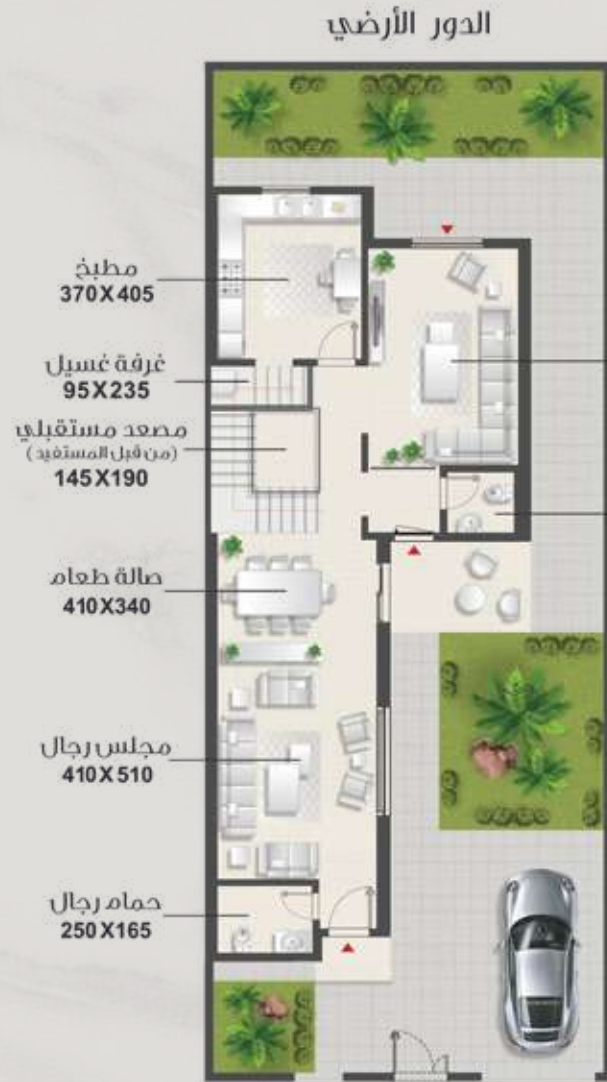 الدور الأرضي
مطبخ
370X405
غرفة غسيل
95X235
مصعد مستقبلي
(من قبل المستفيد)
145X190
صالة طعام
410X340
مجلس رجال
410X510
حمام رجال
250X165